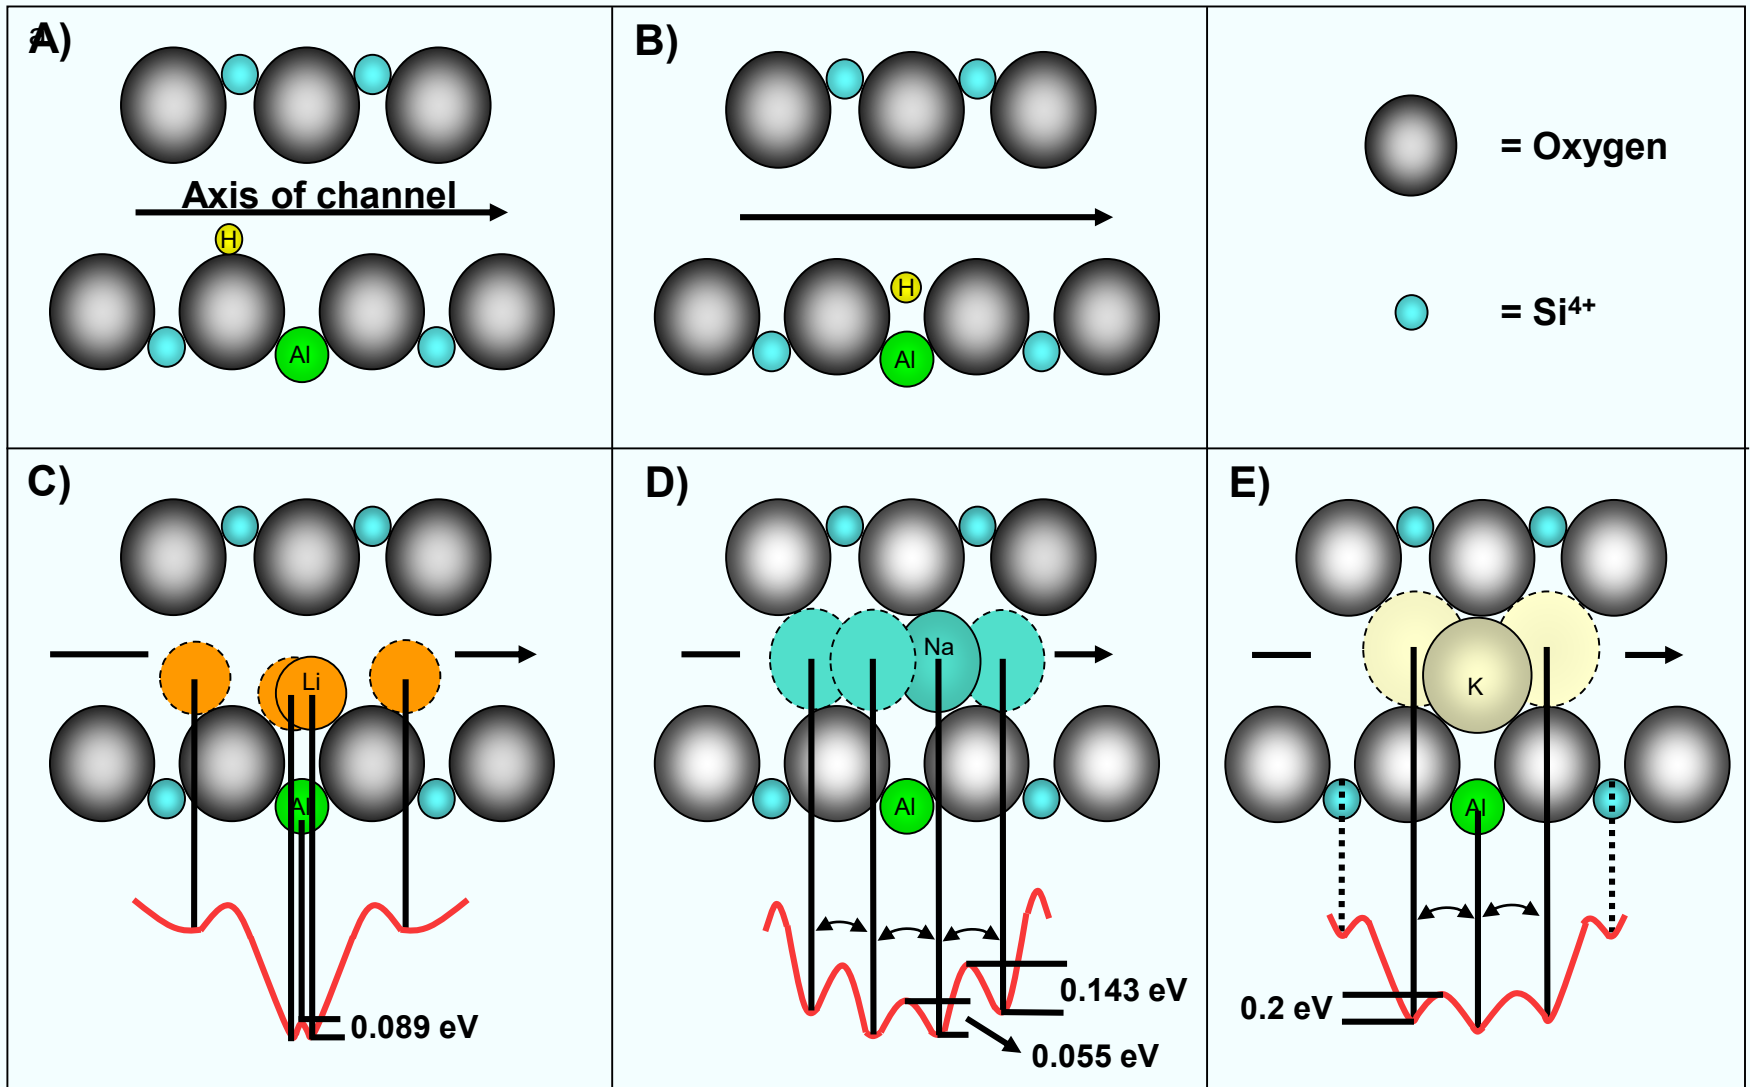 A)
Axis of channel
H
Al
B)
H
Al
= Oxygen
= Si⁴⁺
C)
Li
Al
0.089 eV
D)
Na
Al
0.143 eV
0.055 eV
E)
K
Al
0.2 eV